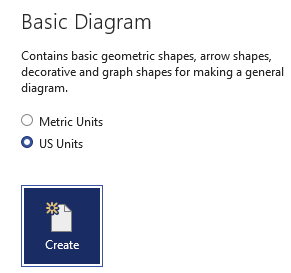 Basic Diagram
Contains basic geometric shapes, arrow shapes,
decorative and graph shapes for making a general
diagram.
Metric Units
US Units
Create